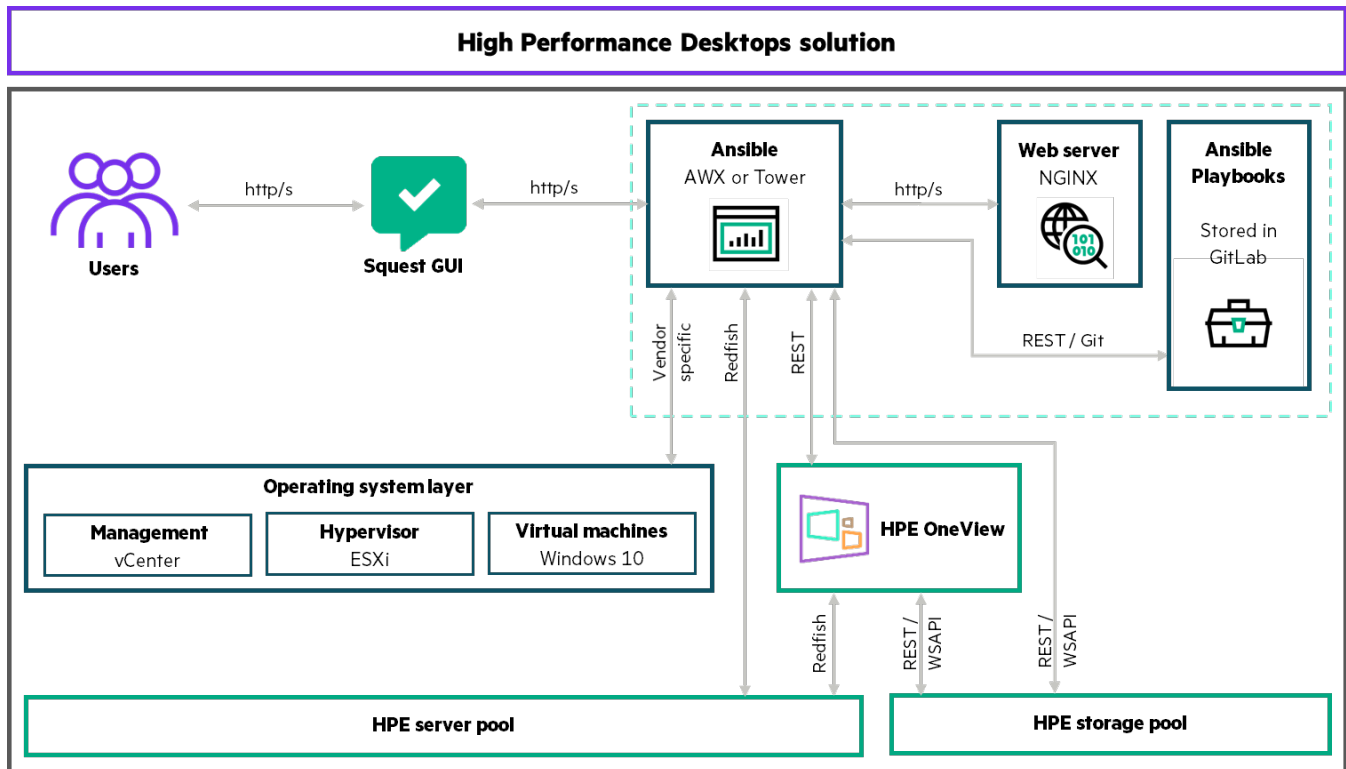 High Performance Desktops solution
Users
http/s
Squest GUI
http/s
Ansible
AWX or Tower
http/s
Web server
NGINX
101
010
Ansible
Playbooks
Stored in
GitLab
REST / Git
Vendor
specific
Redfish
REST
REST /
WSAPI
Operating system layer
Management
vCenter
Hypervisor
ESXi
Virtual machines
Windows 10
HPE OneView
Redfish
REST /
WSAPI
HPE server pool
HPE storage pool